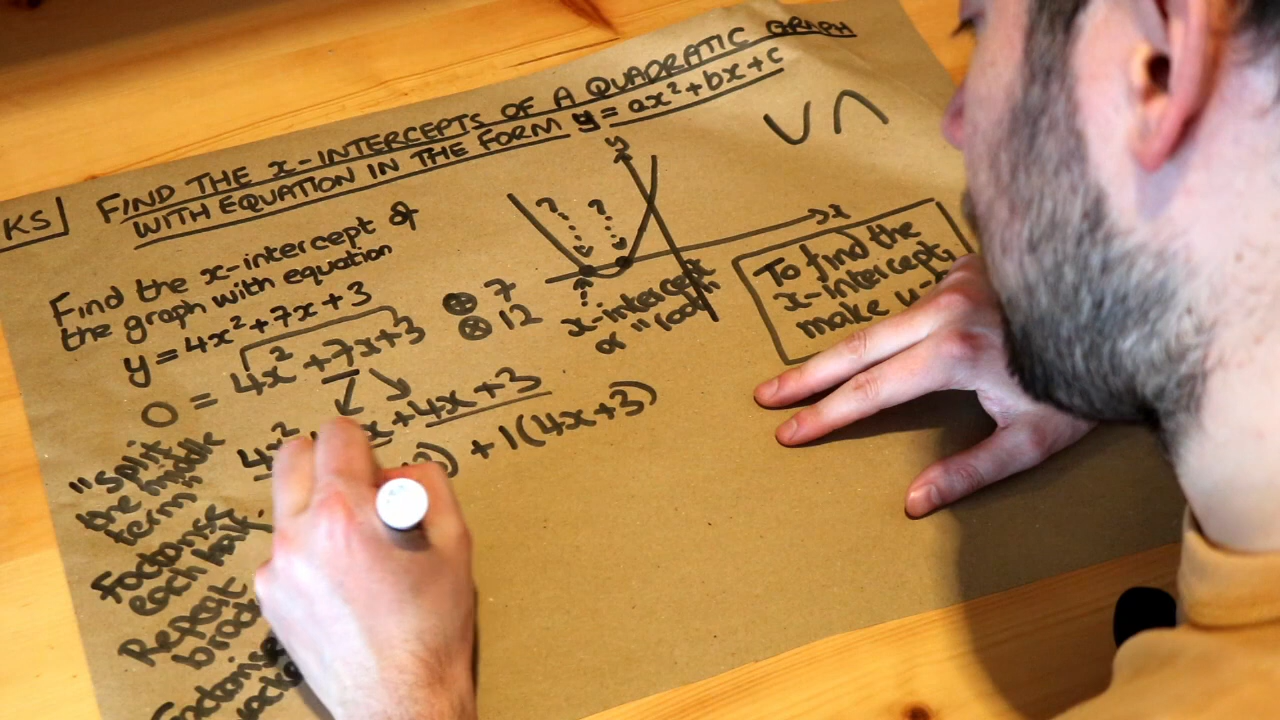 KS
FIND THE x-INTERCEPTS OF A QUADRATIC GRAPH
WITH EQUATION IN THE FORM y = ax²+bx+c
Find the x-intercept of
the graph with equation
y = 4x²+7x+3
0 = 4x²+7x+3
⊕ 7
⊗ 12
y
x
? ?
x-intercept
or "root"
To find the
x-intercept,
make
4x² x+4x+3
) +1(4x+3)
"split
the middle
term"
Factorise
each half.
Repeat
Factorise